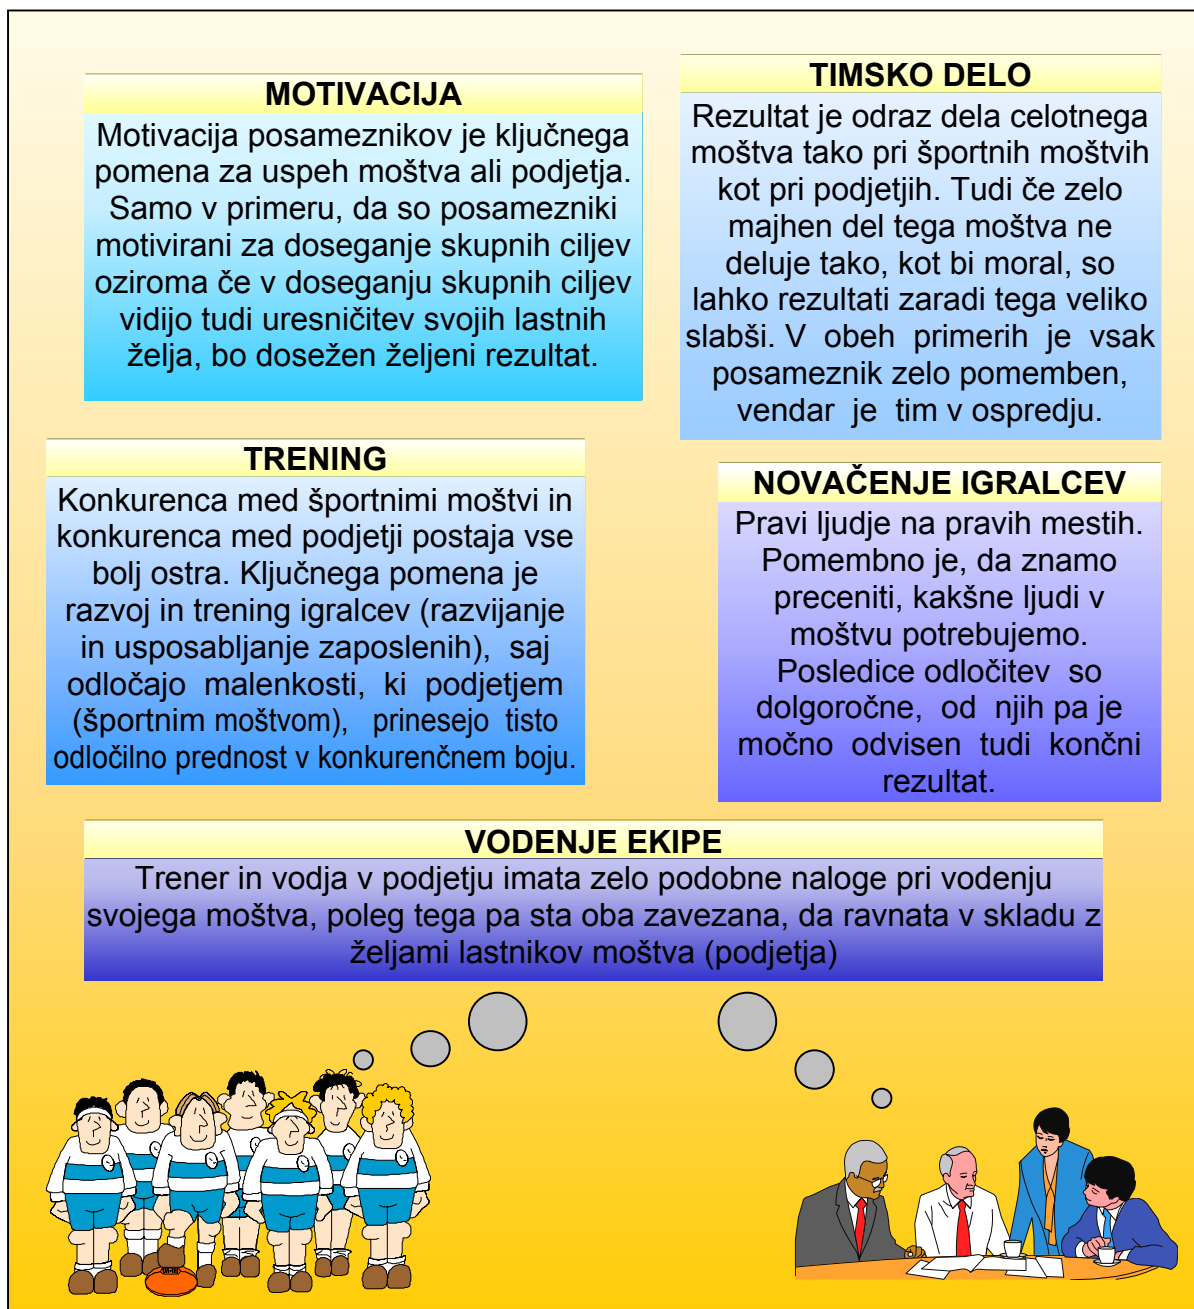 MOTIVACIJA
Motivacija posameznikov je ključnega
pomena za uspeh moštva ali podjetja.
Samo v primeru, da so posamezniki
motivirani za doseganje skupnih ciljev
oziroma če v doseganju skupnih ciljev
vidijo tudi uresničitev svojih lastnih
želja, bo dosežen željeni rezultat.
TIMSKO DELO
Rezultat je odraz dela celotnega
moštva tako pri športnih moštvih
kot pri podjetjih. Tudi če zelo
majhen del tega moštva ne
deluje tako, kot bi moral, so
lahko rezultati zaradi tega veliko
slabši. V obeh primerih je vsak
posameznik zelo pomemben,
vendar je tim v ospredju.
TRENING
Konkurenca med športnimi moštvi in
konkurenca med podjetji postaja vse
bolj ostra. Ključnega pomena je
razvoj in trening igralcev (razvijanje
in usposabljanje zaposlenih), saj
odločajo malenkosti, ki podjetjem
(športnim moštvom), prinesejo tisto
odločilno prednost v konkurenčnem boju.
NOVAČENJE IGRALCEV
Pravi ljudje na pravih mestih.
Pomembno je, da znamo
preceniti, kakšne ljudi v
moštvu potrebujemo.
Posledice odločitev so
dolgoročne, od njih pa je
močno odvisen tudi končni
rezultat.
VODENJE EKIPE
Trener in vodja v podjetju imata zelo podobne naloge pri vodenju
svojega moštva, poleg tega pa sta oba zavezana, da ravnata v skladu z
željami lastnikov moštva (podjetja)